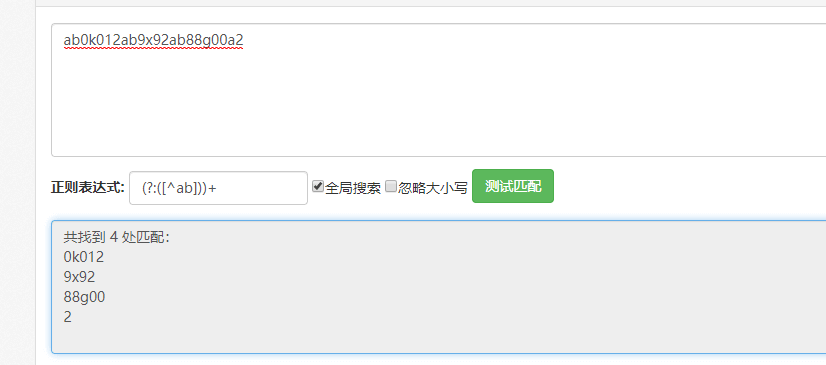 ab0k012ab9x92ab88g00a2
正则表达式: (?:([^ab]))+ 全局搜索 忽略大小写 测试匹配
共找到 4 处匹配：
0k012
9x92
88g00
2